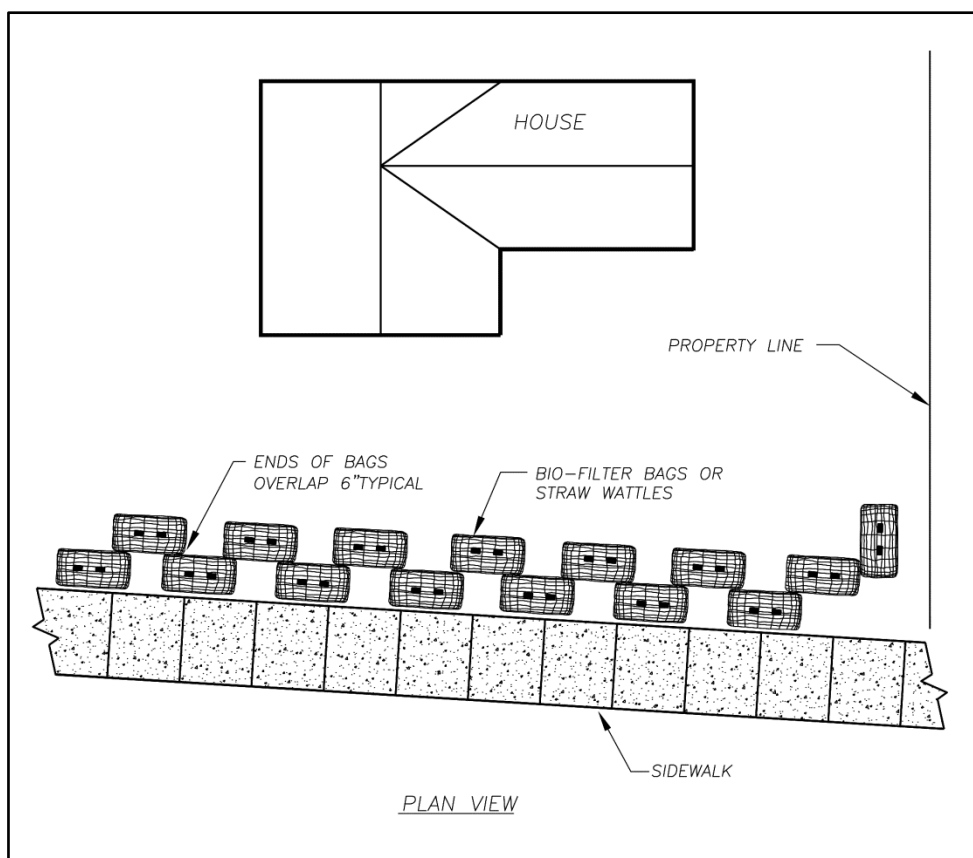 HOUSE
PROPERTY LINE
ENDS OF BAGS
OVERLAP 6"TYPICAL
BIO-FILTER BAGS OR
STRAW WATTLES
SIDEWALK
PLAN VIEW